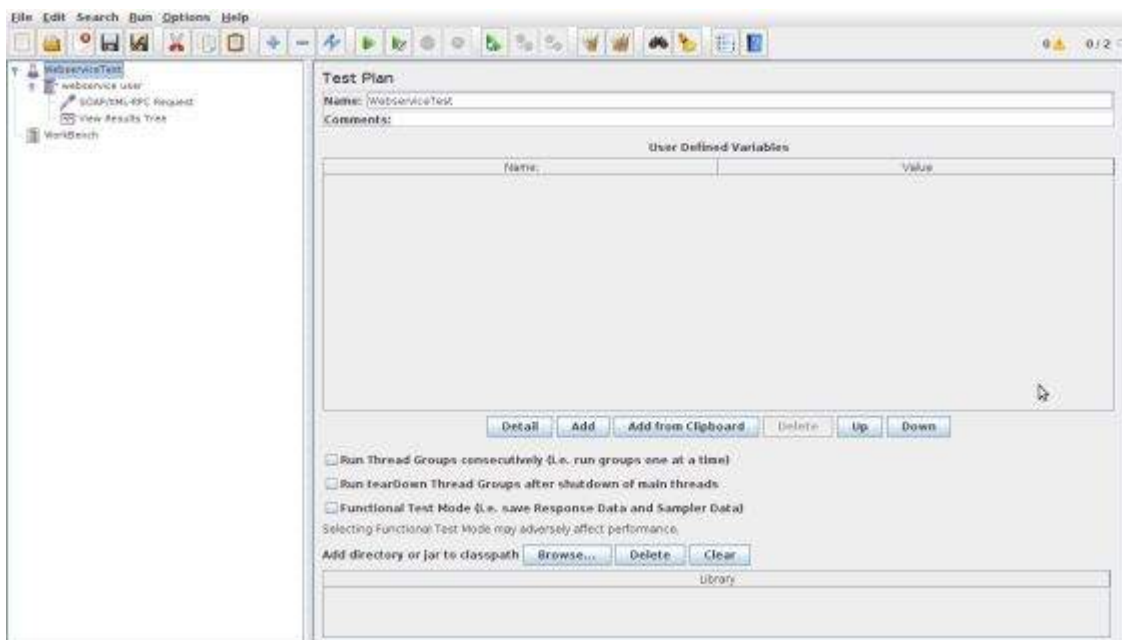 File Edit Search Run Options Help
0 0/2
WebserviceTest
webservice user
SOAP/XML-RPC Request
View Results Tree
WorkBench
Test Plan
Name: WebserviceTest
Comments:
User Defined Variables
Name: Value
Detail Add Add from Clipboard Delete Up Down
Run Thread Groups consecutively (i.e. run groups one at a time)
Run tearDown Thread Groups after shutdown of main threads
Functional Test Mode (i.e. save Response Data and Sampler Data)
Selecting Functional Test Mode may adversely affect performance.
Add directory or jar to classpath Browse... Delete Clear
Library